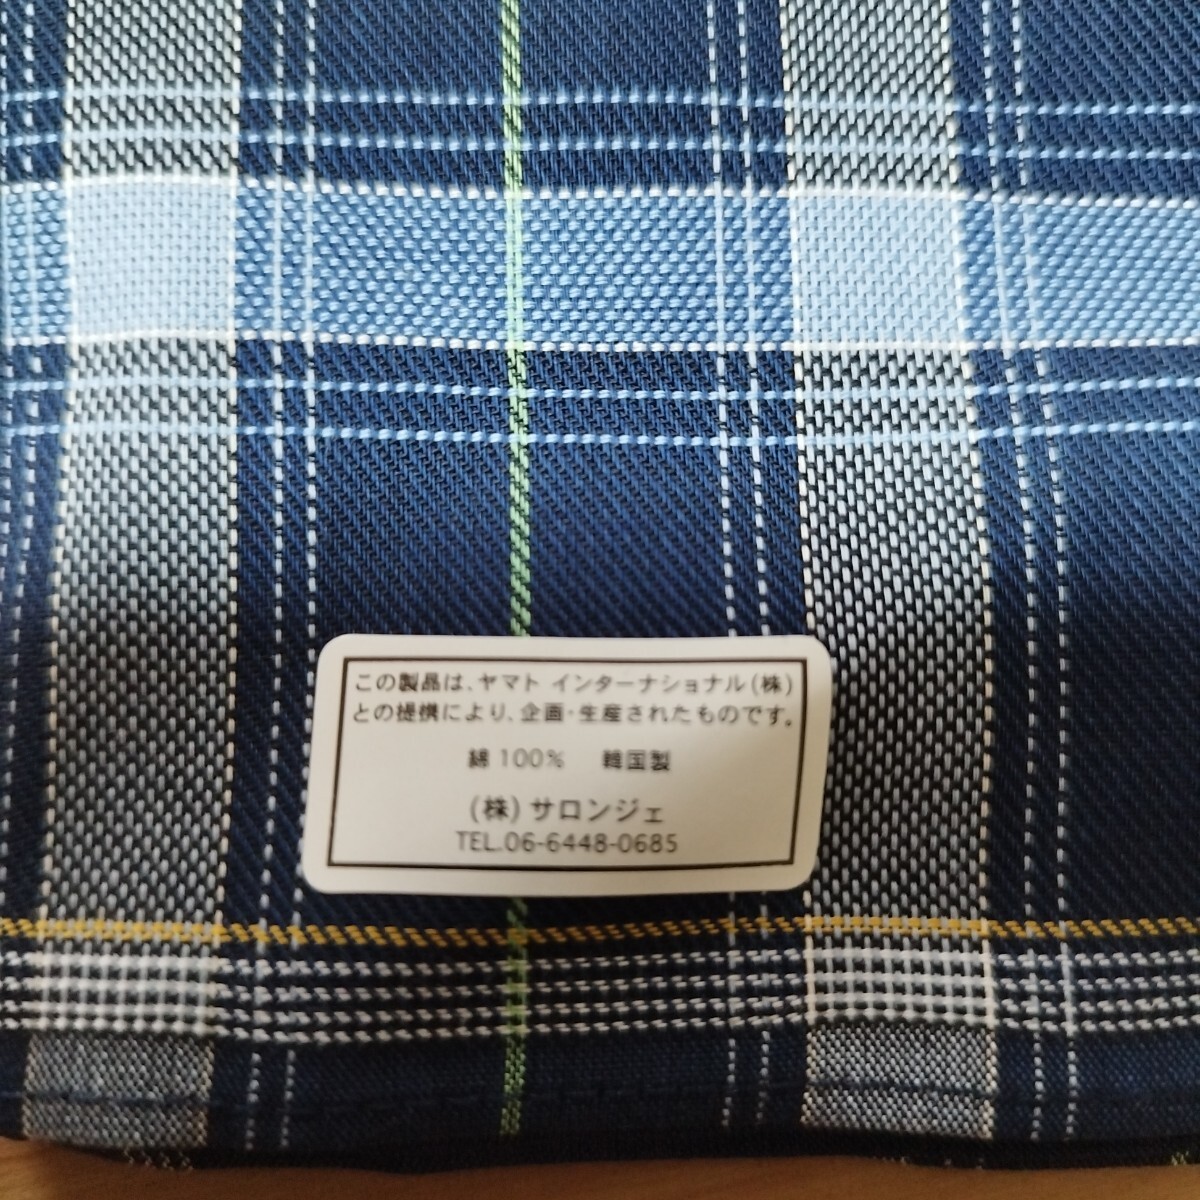 この製品は、ヤマト インターナショナル(株)
との提携により、企画・生産されたものです。
綿 100%　韓国製
(株) サロンジェ
TEL.06-6448-0685